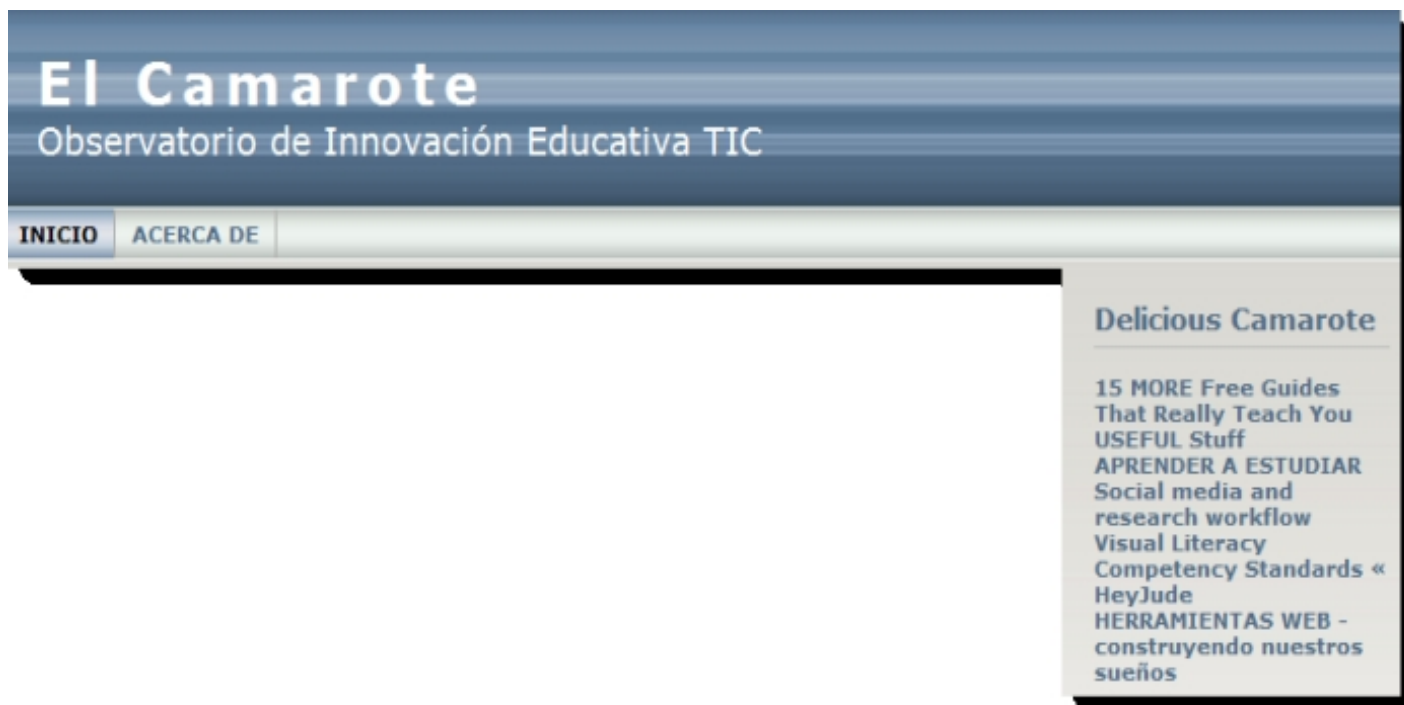 El Camarote
Observatorio de Innovación Educativa TIC
INICIO ACERCA DE
Delicious Camarote
15 MORE Free Guides
That Really Teach You
USEFUL Stuff
APRENDER A ESTUDIAR
Social media and
research workflow
Visual Literacy
Competency Standards «
HeyJude
HERRAMIENTAS WEB -
construyendo nuestros
sueños